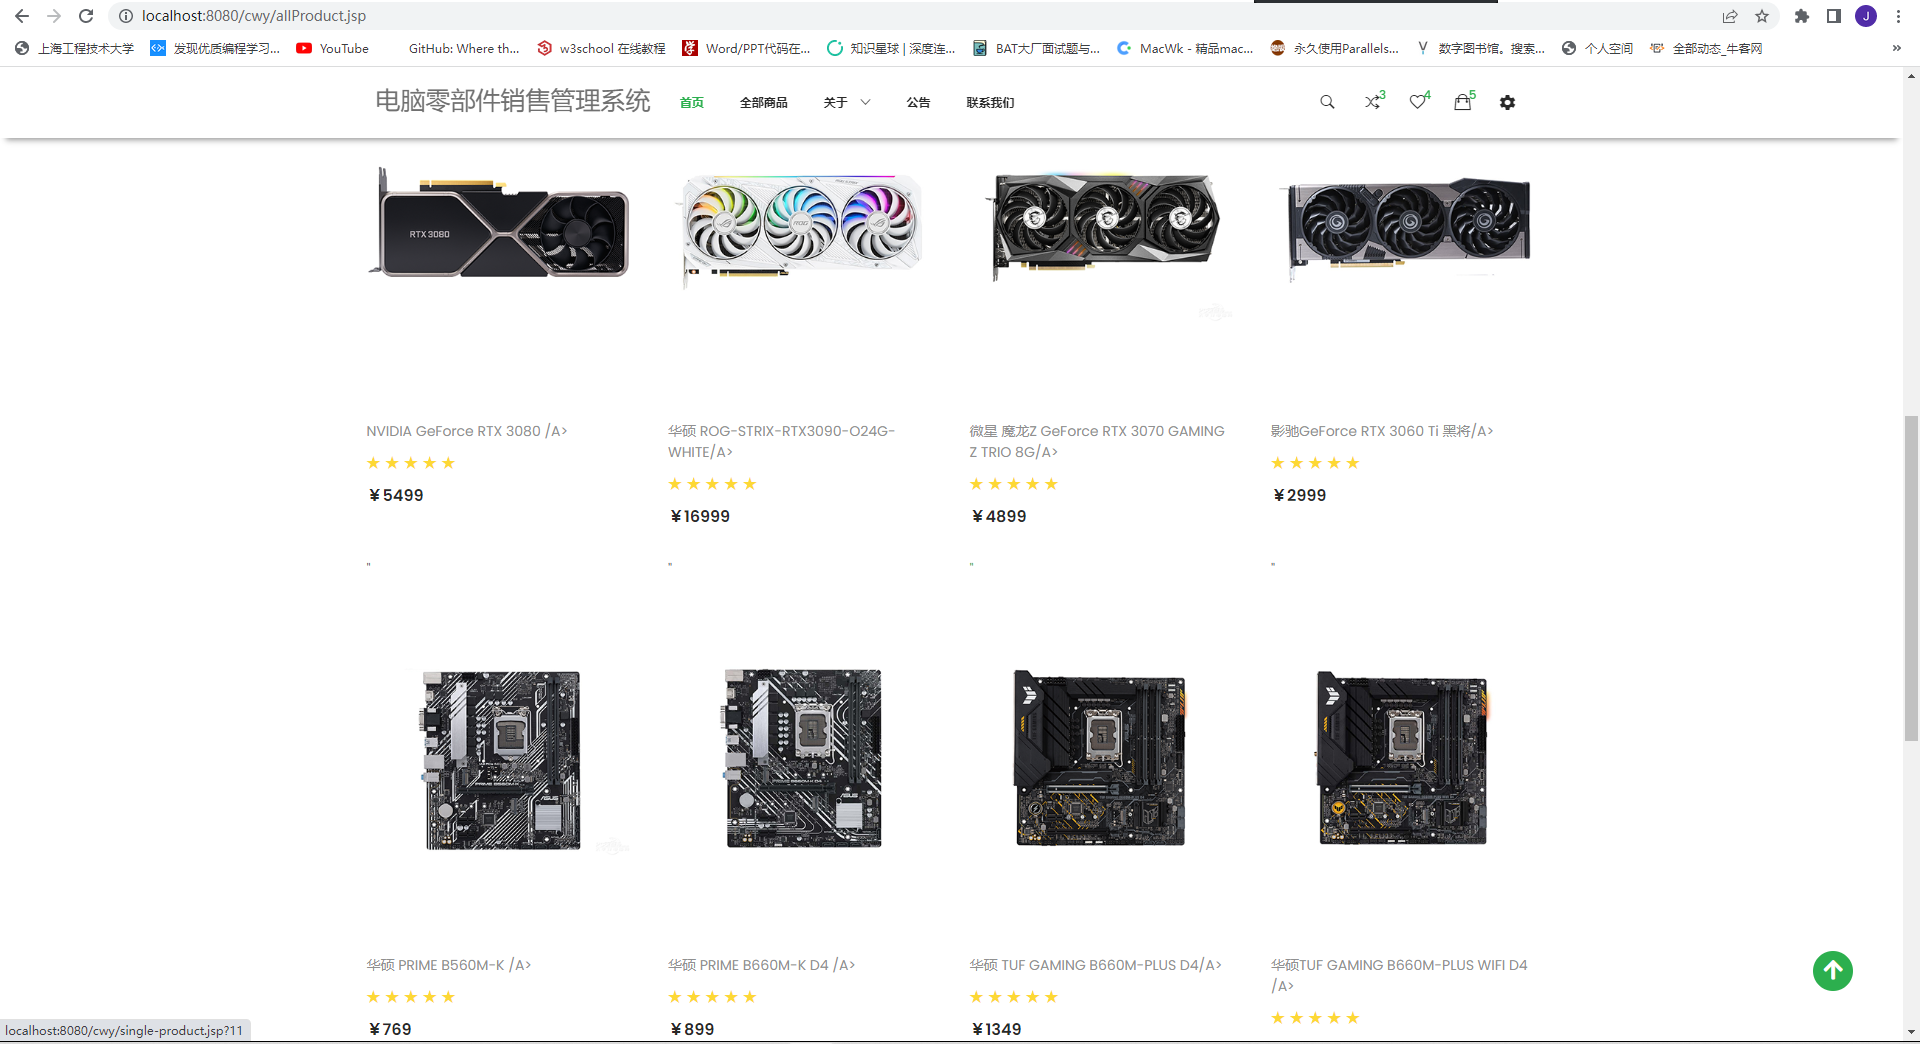 localhost:8080/cwy/allProduct.jsp
J
上海工程技术大学 发现优质编程学习... YouTube GitHub: Where th... w3school 在线教程 Word/PPT代码在... 知识星球 | 深度连... BAT大厂面试题与... MacWk - 精品mac... 永久使用Parallels... 数字图书馆。搜索... 个人空间 全部动态_牛客网 »
电脑零部件销售管理系统 首页 全部商品 关于 公告 联系我们 3 4 5
RTX 3080
ROG
NVIDIA GeForce RTX 3080 /A>
★★★★★
¥5499
"
华硕 ROG-STRIX-RTX3090-O24G-
WHITE/A>
★★★★★
¥16999
"
微星 魔龙Z GeForce RTX 3070 GAMING
Z TRIO 8G/A>
★★★★★
¥4899
"
影驰GeForce RTX 3060 Ti 黑将/A>
★★★★★
¥2999
"
华硕 PRIME B560M-K /A>
★★★★★
¥769
华硕 PRIME B660M-K D4 /A>
★★★★★
¥899
华硕 TUF GAMING B660M-PLUS D4/A>
★★★★★
¥1349
华硕TUF GAMING B660M-PLUS WIFI D4
/A>
★★★★★
localhost:8080/cwy/single-product.jsp?11